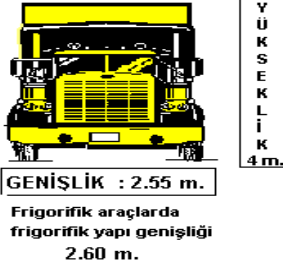 Y
Ü
K
S
E
K
L
İ
K
4 m.
GENİŞLİK : 2.55 m.
Frigorifik araçlarda
frigorifik yapı genişliği
2.60 m.